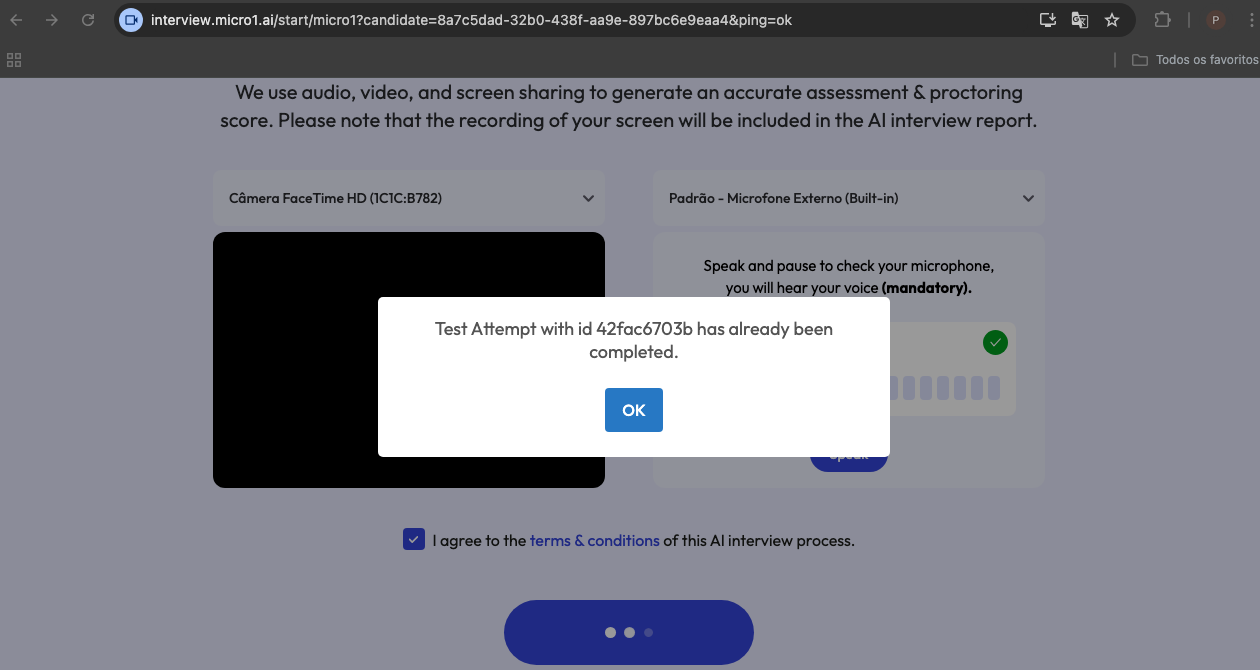 interview.micro1.ai/start/micro1?candidate=8a7c5dad-32b0-438f-aa9e-897bc6e9eaa4&ping=ok
P
Todos os favoritos
We use audio, video, and screen sharing to generate an accurate assessment & proctoring
score. Please note that the recording of your screen will be included in the AI interview report.
Câmera FaceTime HD (1C1C:B782)
Padrão - Microfone Externo (Built-in)
Speak and pause to check your microphone,
you will hear your voice (mandatory).
Test Attempt with id 42fac6703b has already been
completed.
OK
Speak
I agree to the terms & conditions of this AI interview process.